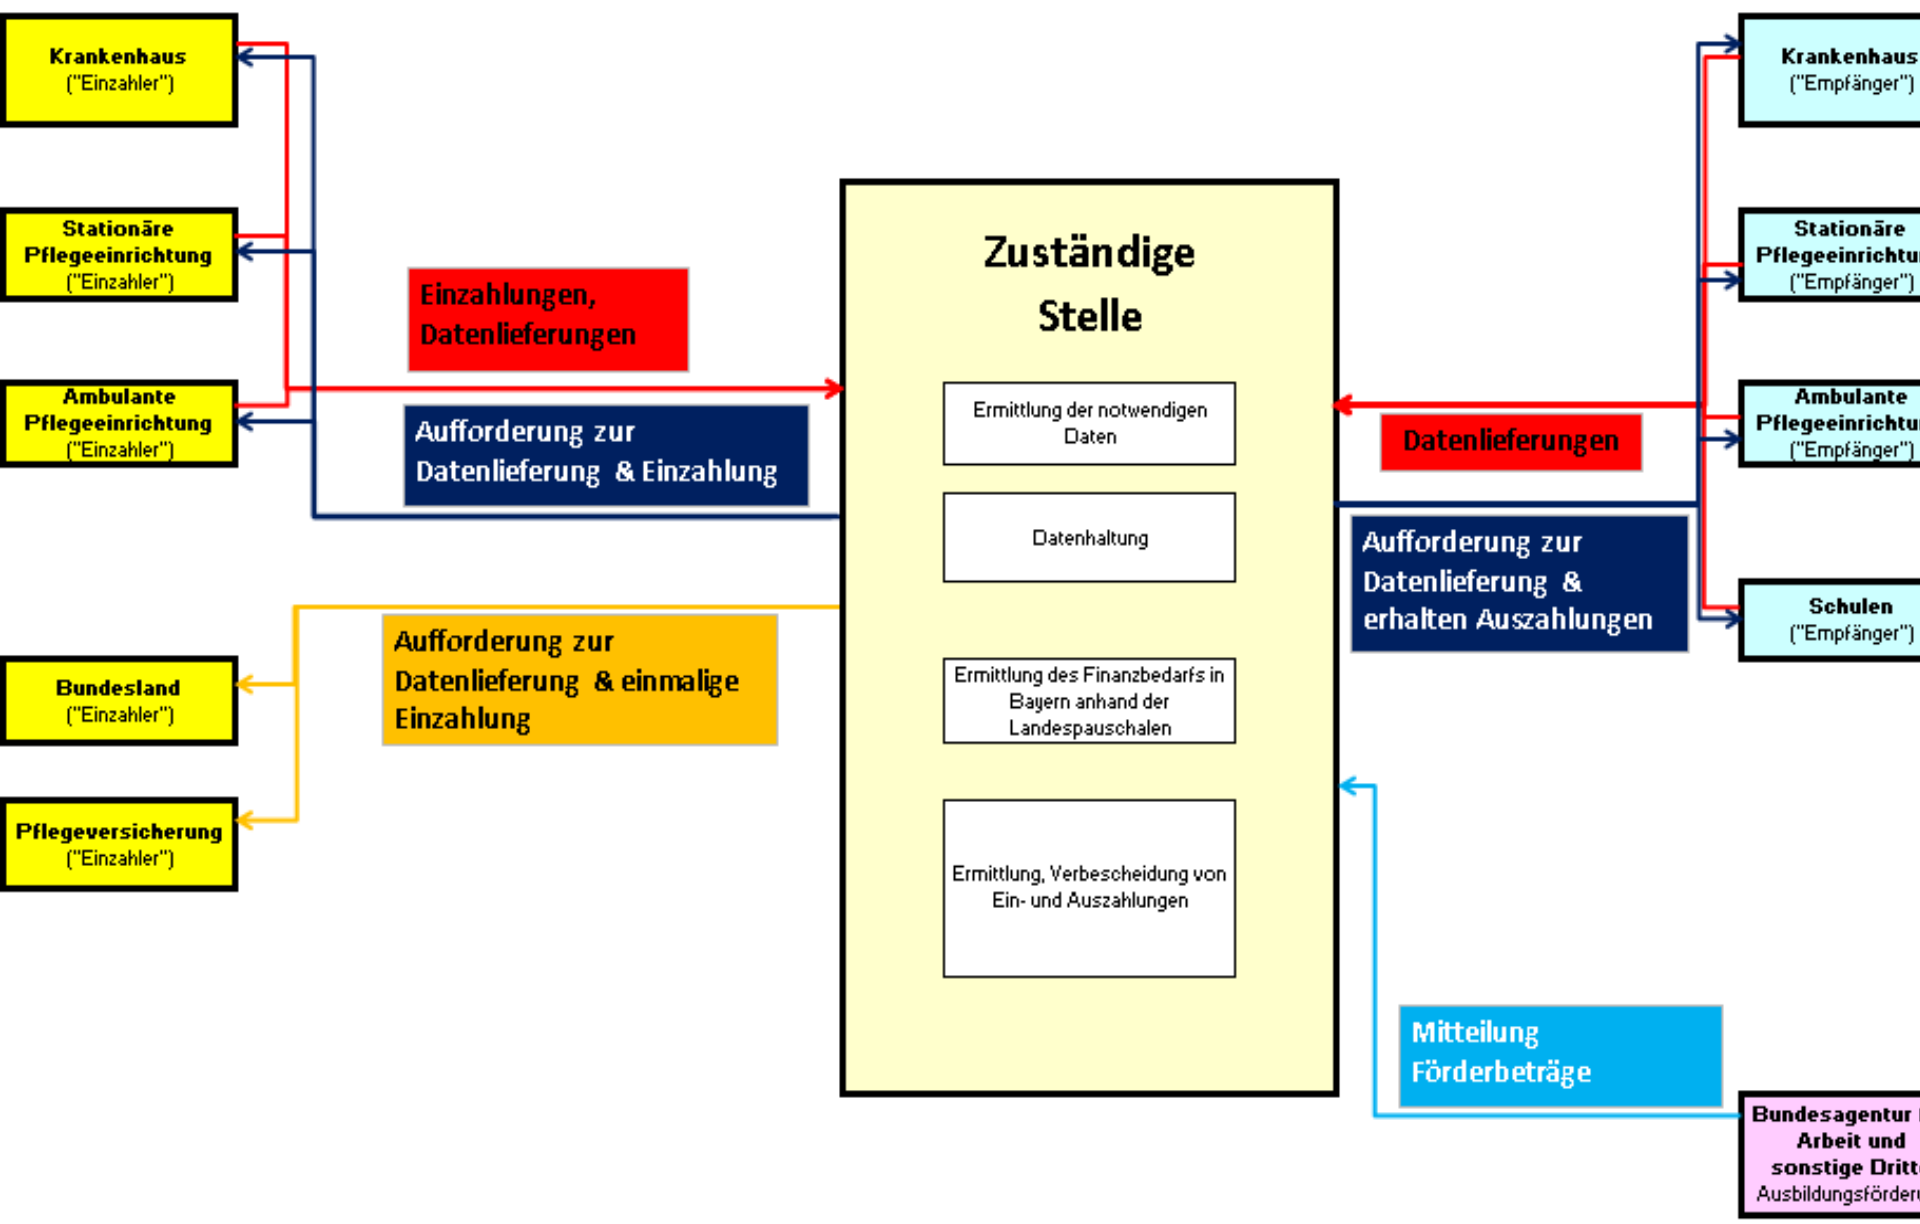 Krankenhaus
("Einzahler")
Stationäre
Pflegeeinrichtung
("Einzahler")
Ambulante
Pflegeeinrichtung
("Einzahler")
Bundesland
("Einzahler")
Pflegeversicherung
("Einzahler")
Einzahlungen,
Datenlieferungen
Aufforderung zur
Datenlieferung & Einzahlung
Aufforderung zur
Datenlieferung & einmalige
Einzahlung
Zuständige
Stelle
Ermittlung der notwendigen
Daten
Datenhaltung
Ermittlung des Finanzbedarfs in
Bayern anhand der
Landespauschalen
Ermittlung, Verbescheidung von
Ein- und Auszahlungen
Datenlieferungen
Aufforderung zur
Datenlieferung &
erhalten Auszahlungen
Mitteilung
Förderbeträge
Krankenhaus
("Empfänger")
Stationäre
("Empfänger")
Ambulante
("Empfänger")
Schulen
("Empfänger")
Bundesagentur
Arbeit und
sonstige